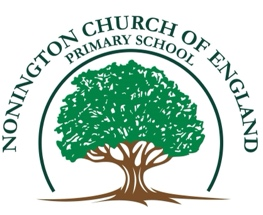 NONINGTON CHURCH OF ENGLAND
PRIMARY SCHOOL